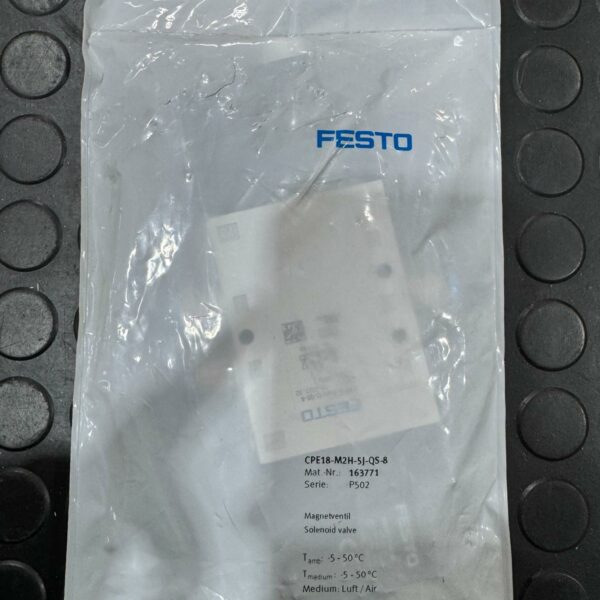 FESTO
FESTO
CPE18-M2H-5J-QS-8
Mat.-Nr.: 163771
Serie: P502
Magnetventil
Solenoid valve
Tamb: -5 - 50 °C
Tmedium: -5 - 50 °C
Medium: Luft / Air